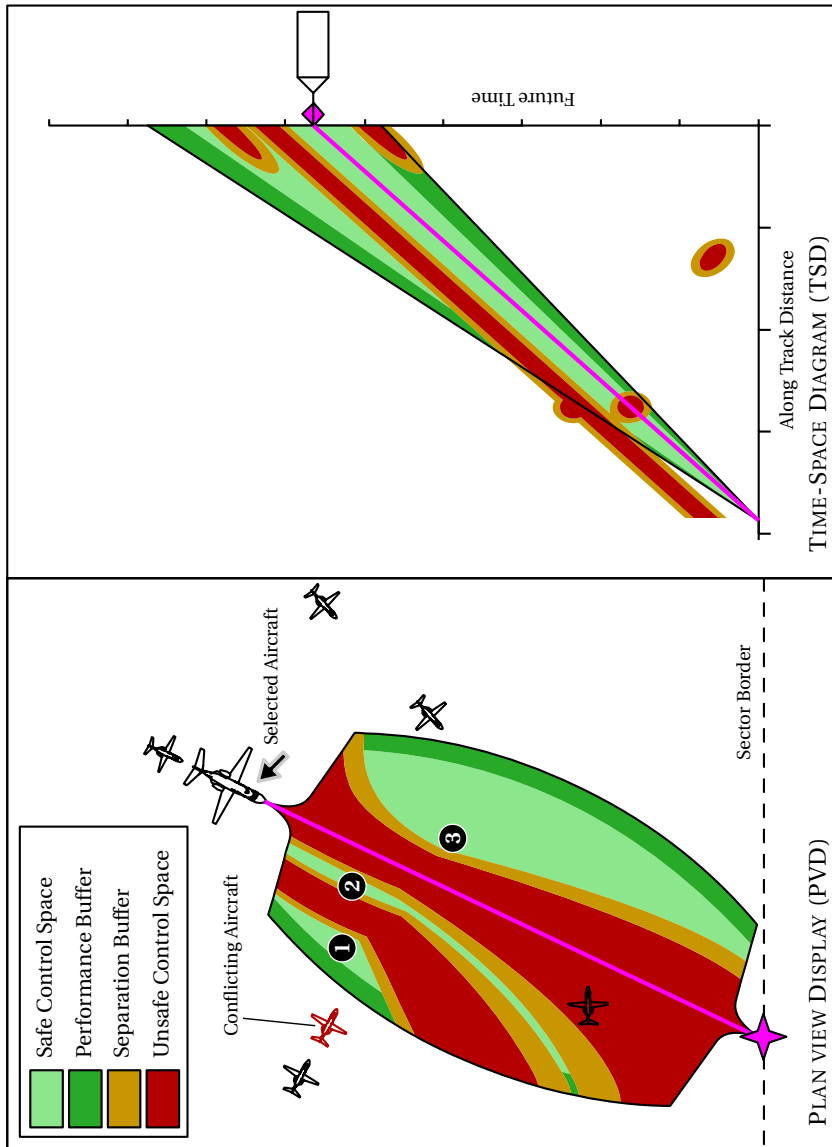 Safe Control Space
Performance Buffer
Separation Buffer
Unsafe Control Space
Conflicting Aircraft
Selected Aircraft
1
2
3
Sector Border
PLAN VIEW DISPLAY (PVD)
Future Time
Along Track Distance
TIME-SPACE DIAGRAM (TSD)